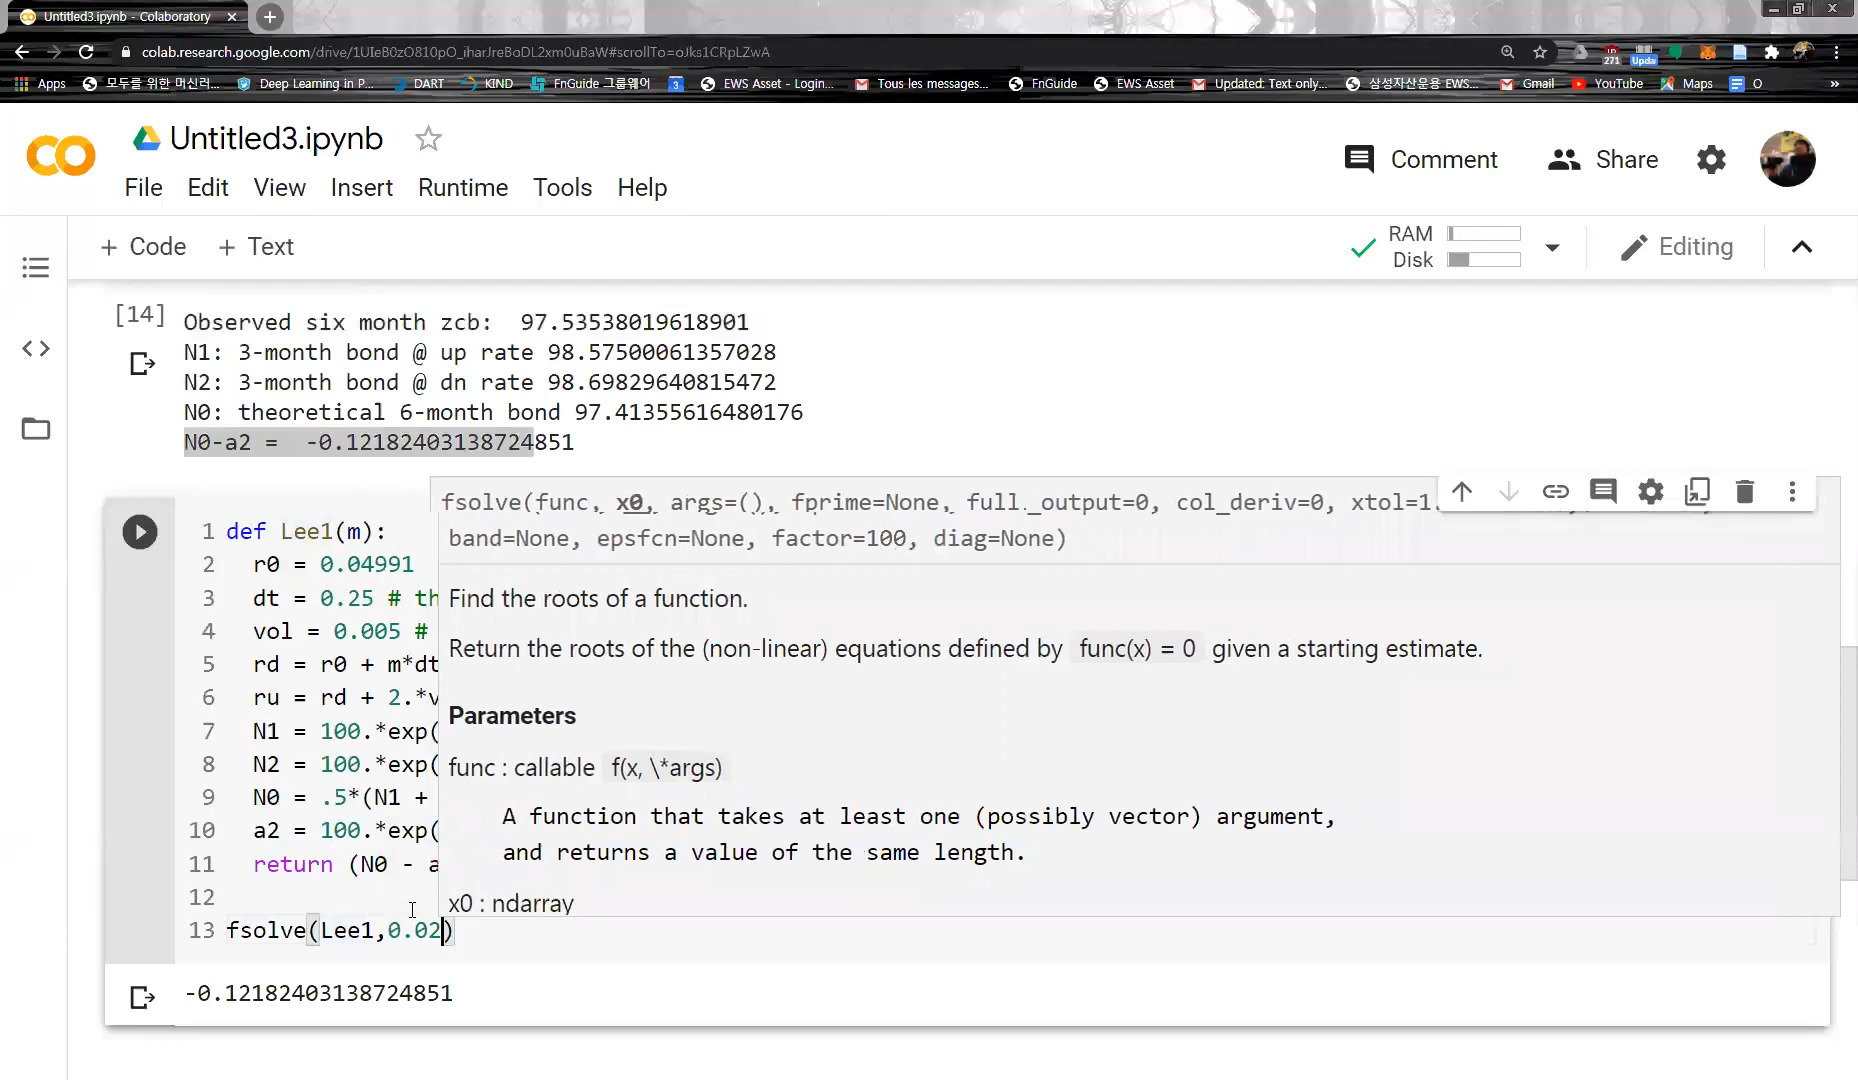 Untitled3.ipynb - Colaboratory
colab.research.google.com/drive/1UIeB0zO810pO_iharJreBoDL2xm0uBaW#scrollTo=oJks1CRpLZwA
271
Upda
Apps 모두를 위한 머신러... Deep Learning in P... DART KIND FnGuide 그룹웨어 3 EWS Asset - Login... Tous les messages... FnGuide EWS Asset Updated: Text only... 삼성자산운용 EWS... Gmail YouTube Maps O »
Untitled3.ipynb
Comment Share
File Edit View Insert Runtime Tools Help
+ Code + Text
RAM
Disk
Editing
[14]
Observed six month zcb: 97.53538019618901
N1: 3-month bond @ up rate 98.57500061357028
N2: 3-month bond @ dn rate 98.69829640815472
N0: theoretical 6-month bond 97.41355616480176
N0-a2 = -0.12182403138724851
fsolve(func, x0, args=(), fprime=None, full_output=0, col_deriv=0, xtol=1.
band=None, epsfcn=None, factor=100, diag=None)
Find the roots of a function.
Return the roots of the (non-linear) equations defined by func(x) = 0 given a starting estimate.
Parameters
func : callable f(x, \*args)
A function that takes at least one (possibly vector) argument,
and returns a value of the same length.
x0 : ndarray
1 def Lee1(m):
2 r0 = 0.04991
3 dt = 0.25 # th
4 vol = 0.005 #
5 rd = r0 + m*dt
6 ru = rd + 2.*v
7 N1 = 100.*exp(
8 N2 = 100.*exp(
9 N0 = .5*(N1 +
10 a2 = 100.*exp(
11 return (N0 - a
12
13 fsolve(Lee1,0.02)
-0.12182403138724851